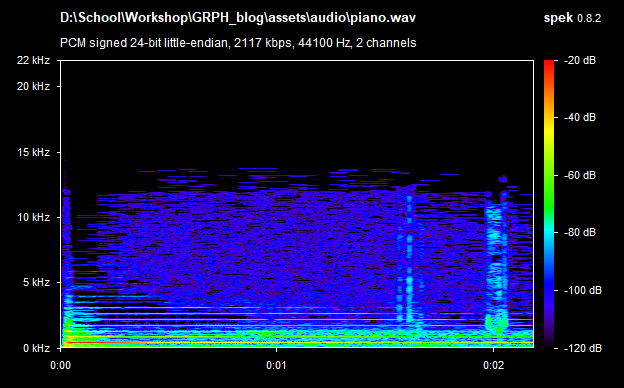 D:\School\Workshop\GRPH_blog\assets\audio\piano.wav
spek 0.8.2
PCM signed 24-bit little-endian, 2117 kbps, 44100 Hz, 2 channels
22 kHz
20 kHz
15 kHz
10 kHz
5 kHz
0 kHz
0:00
0:01
0:02
-20 dB
-40 dB
-60 dB
-80 dB
-100 dB
-120 dB